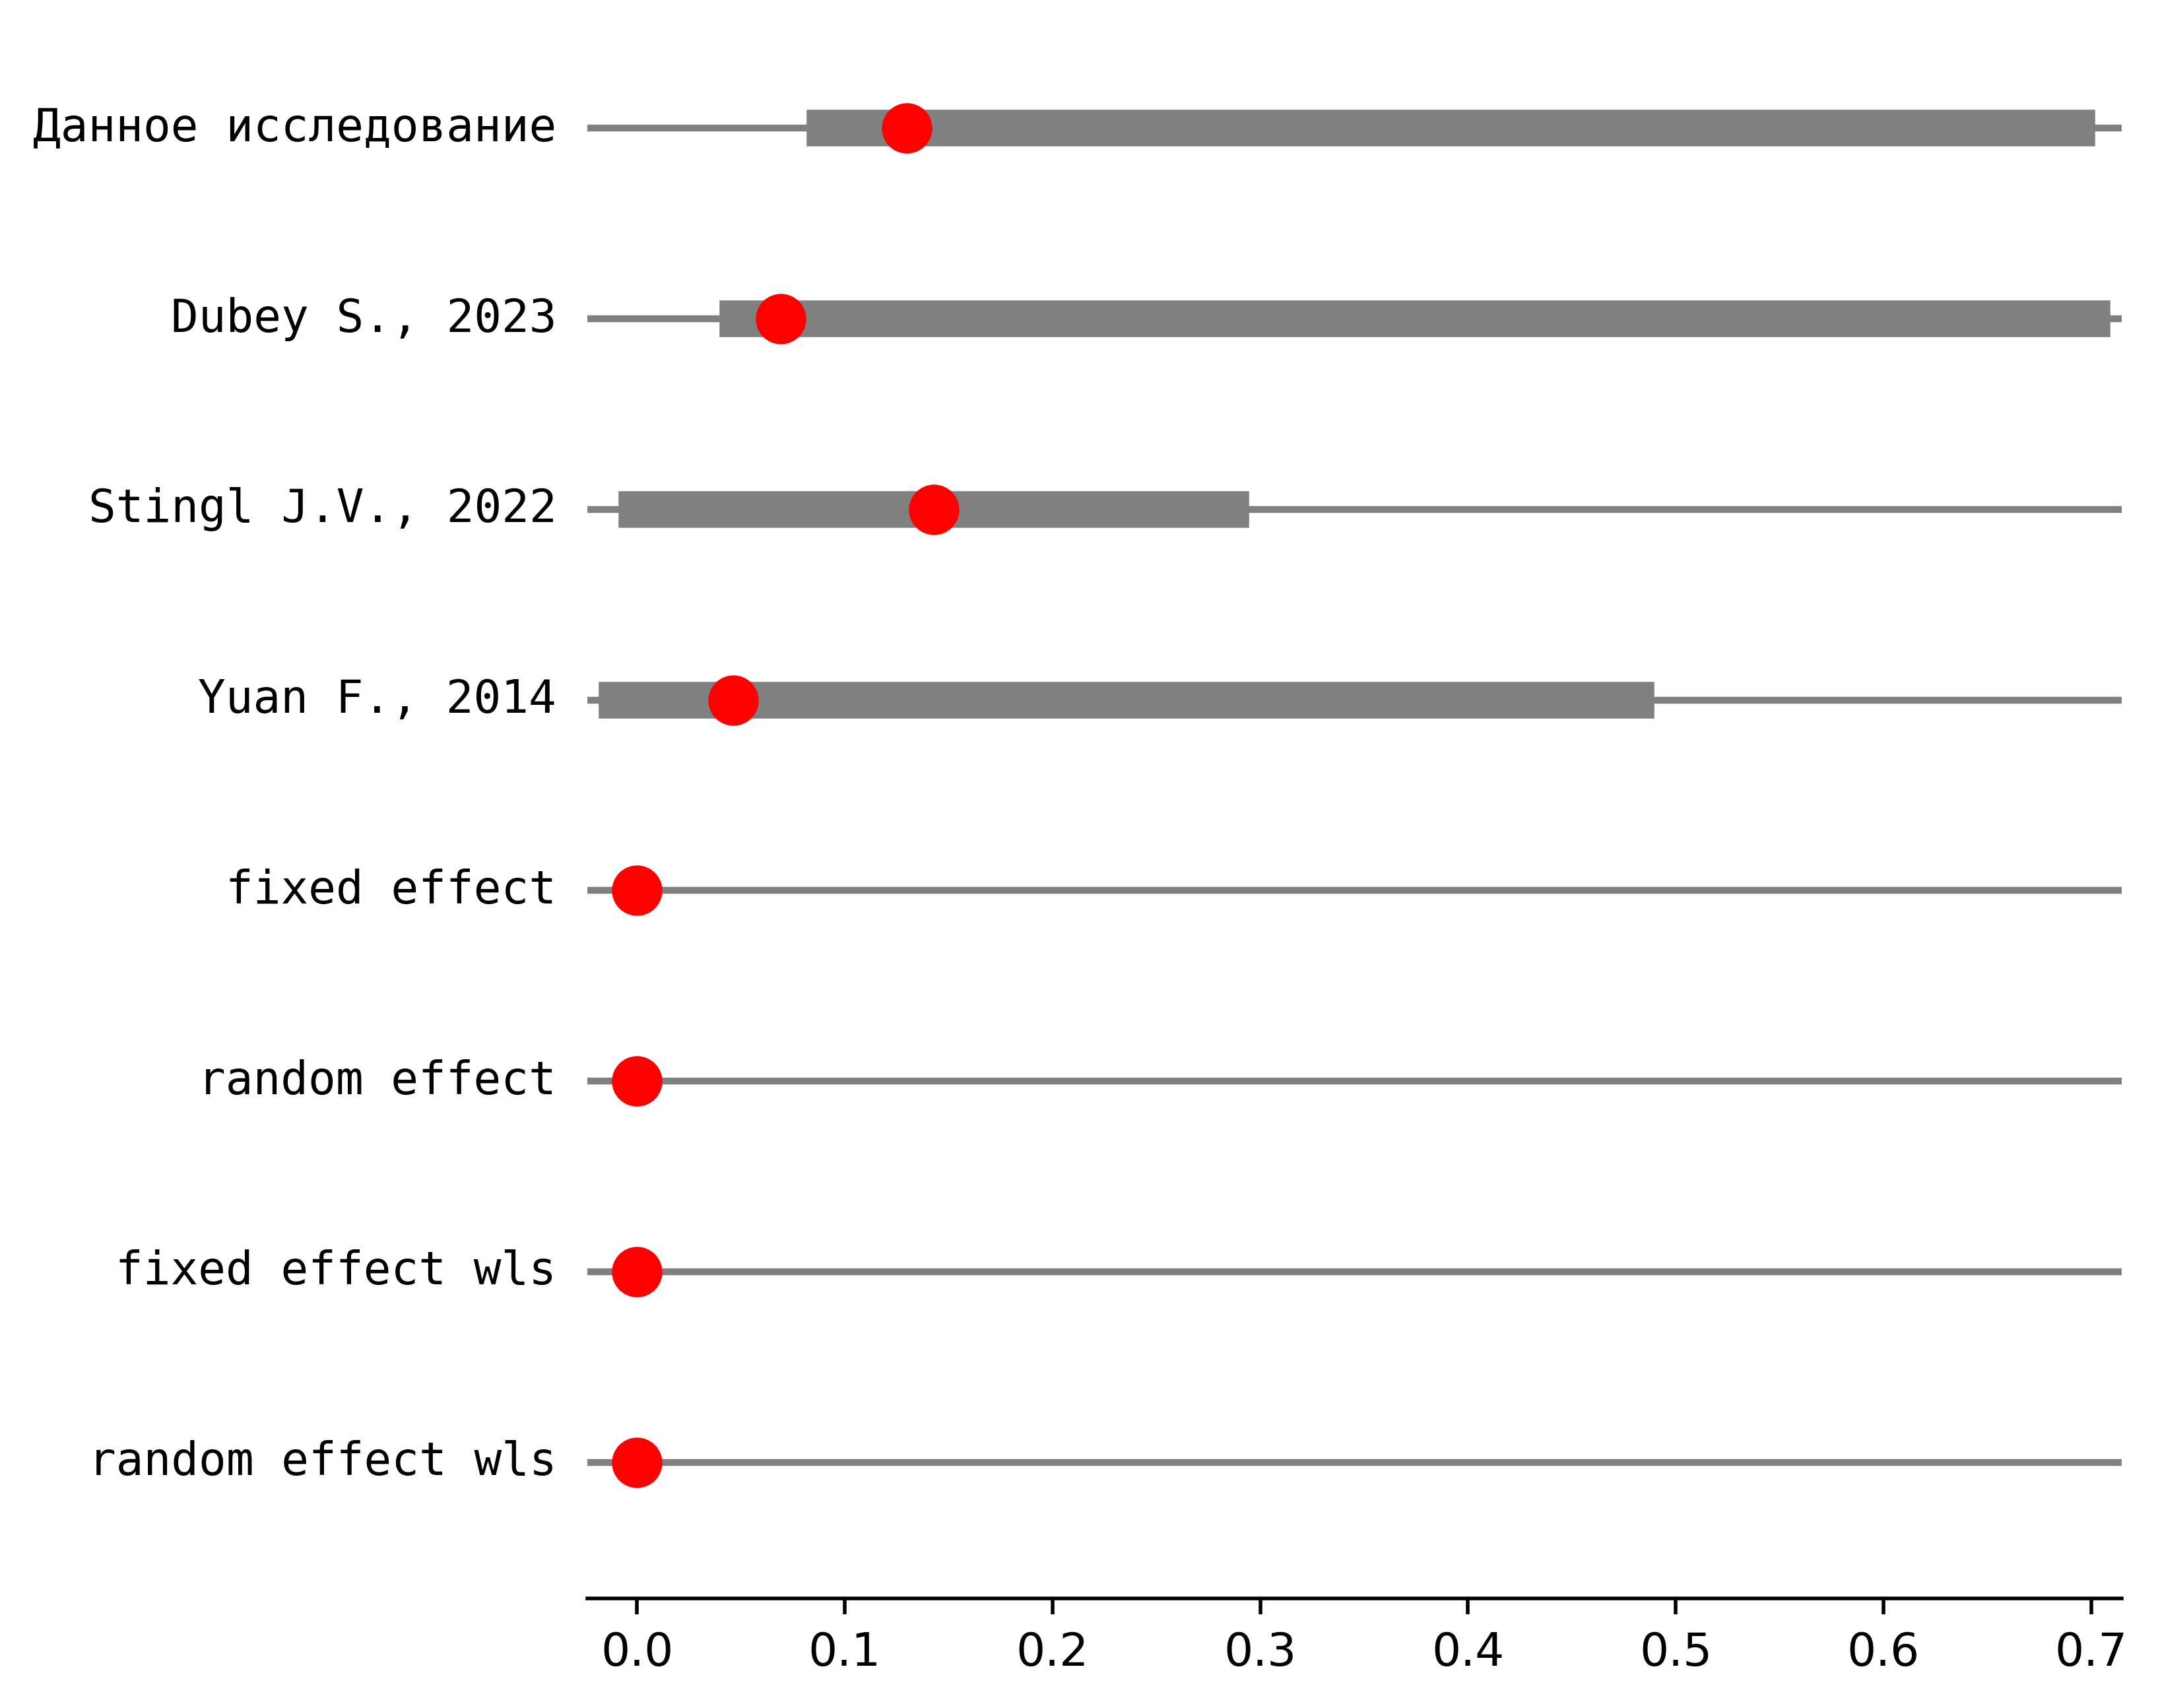 Данное исследование
Dubey S., 2023
Stingl J.V., 2022
Yuan F., 2014
fixed effect
random effect
fixed effect wls
random effect wls
0.0 0.1 0.2 0.3 0.4 0.5 0.6 0.7